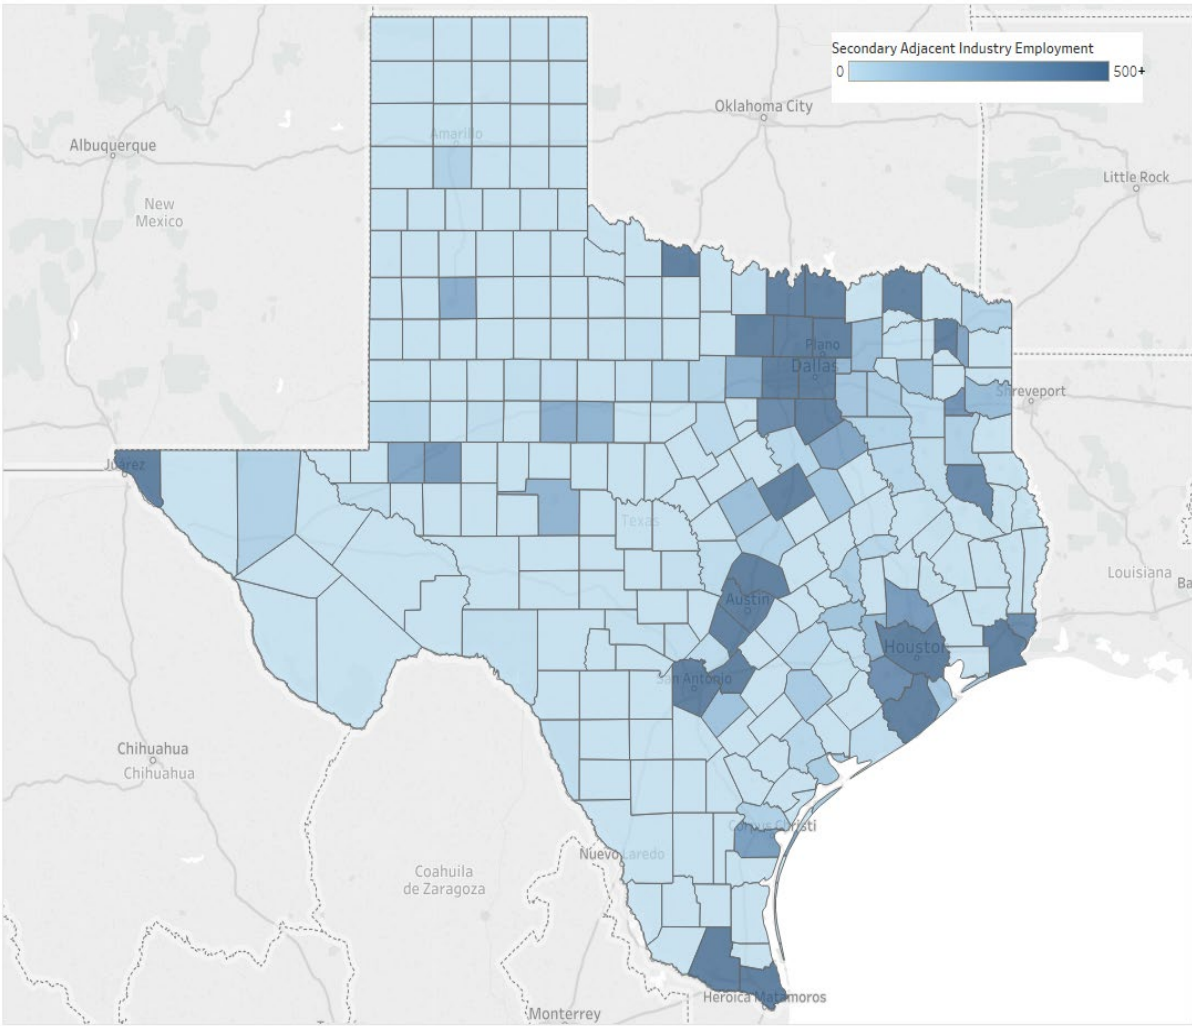 Secondary Adjacent Industry Employment
0
500+
Oklahoma City
Amarillo
Albuquerque
Little Rock
New
Mexico
Plano
Dallas
Shreveport
Juárez
Texas
Louisiana
Ba
Austin
Houston
San Antonio
Chihuahua
Chihuahua
Corpus Christi
Nuevo Laredo
Coahuila
de Zaragoza
Heroica Matamoros
Monterrey